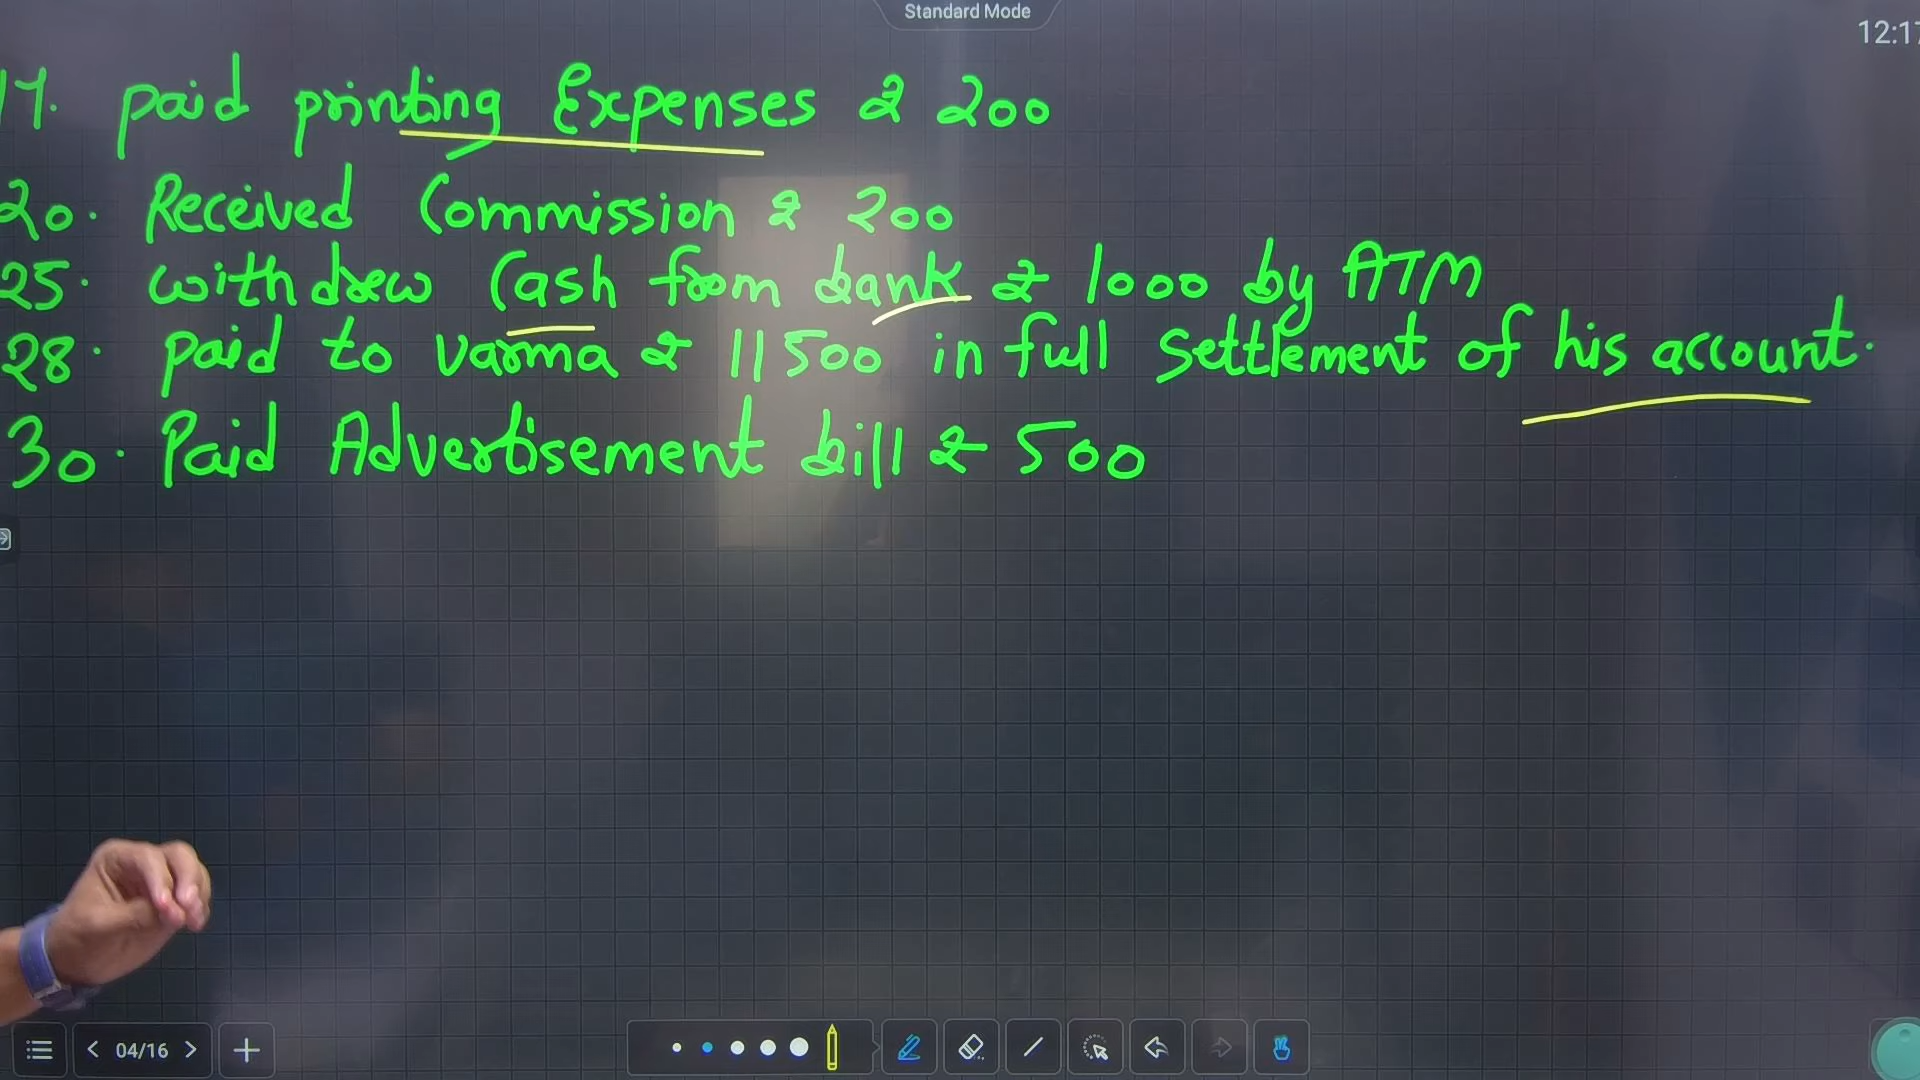 Standard Mode
12:17
17. paid printing Expenses ₹ 200
20. Received Commission ₹ 200
25. withdrew Cash from bank ₹ 1000 by ATM
28. paid to varma ₹ 11500 in full settlement of his account.
30. Paid Advertisement bill ₹ 500
04/16